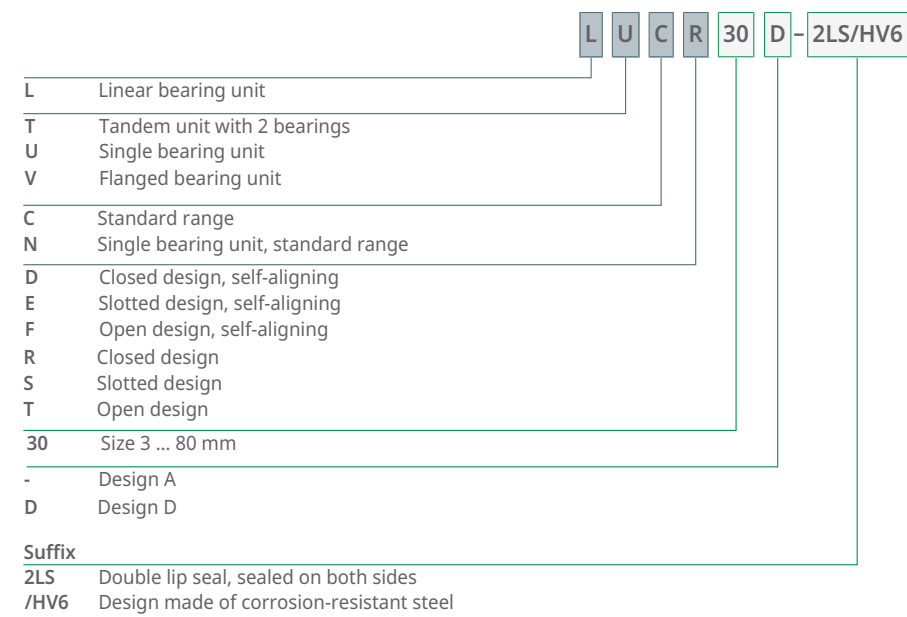 L U C R 30 D – 2LS/HV6
L Linear bearing unit
T Tandem unit with 2 bearings
U Single bearing unit
V Flanged bearing unit
C Standard range
N Single bearing unit, standard range
D Closed design, self-aligning
E Slotted design, self-aligning
F Open design, self-aligning
R Closed design
S Slotted design
T Open design
30 Size 3 ... 80 mm
- Design A
D Design D
Suffix
2LS Double lip seal, sealed on both sides
/HV6 Design made of corrosion-resistant steel